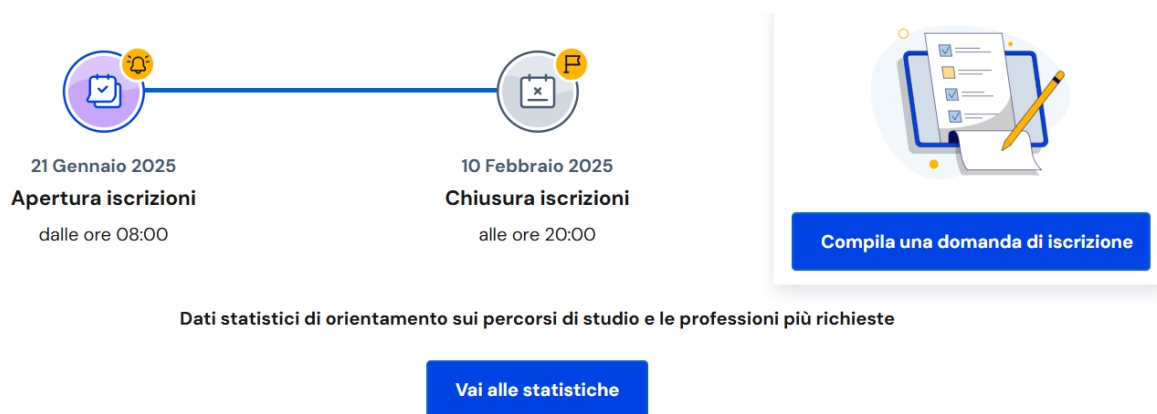 21 Gennaio 2025
Apertura iscrizioni
dalle ore 08:00
10 Febbraio 2025
Chiusura iscrizioni
alle ore 20:00
Compila una domanda di iscrizione
Dati statistici di orientamento sui percorsi di studio e le professioni più richieste
Vai alle statistiche